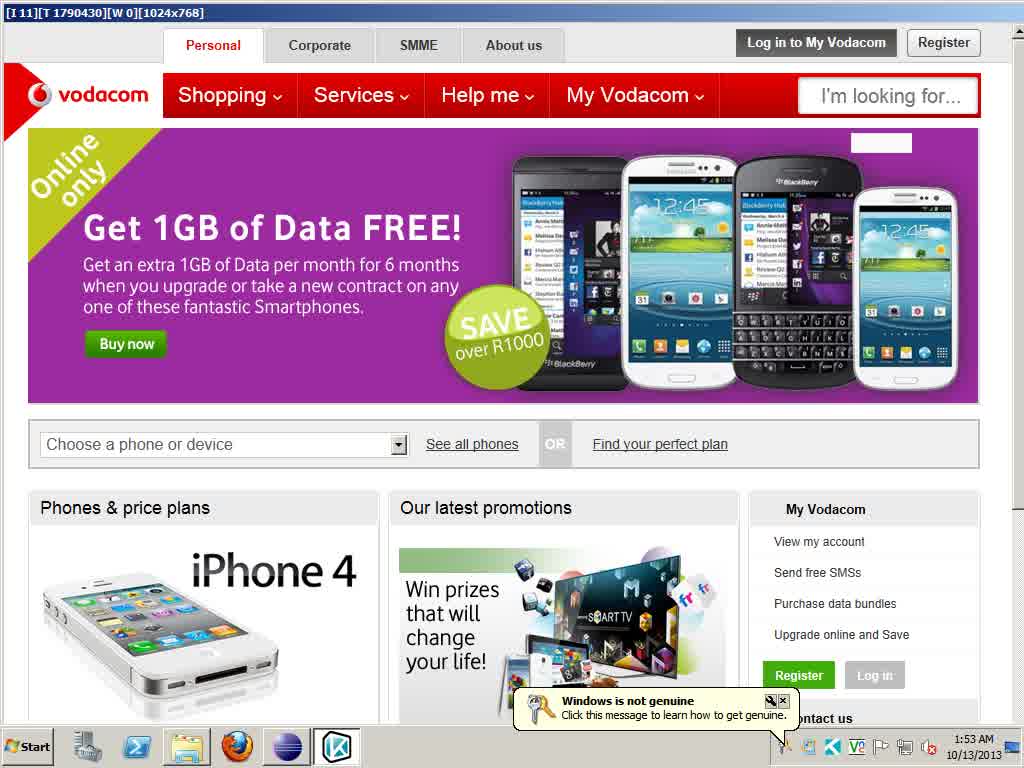 [I 11][T 1790430][W 0][1024x768]
Personal
Corporate
SMME
About us
Log in to My Vodacom
Register
vodacom
Shopping
Services
Help me
My Vodacom
I'm looking for...
Online
only
Get 1GB of Data FREE!
Get an extra 1GB of Data per month for 6 months
when you upgrade or take a new contract on any
one of these fantastic Smartphones.
Buy now
SAVE
over R1000
12:45
BlackBerry
12:45
BlackBerry
Choose a phone or device
See all phones
OR
Find your perfect plan
Phones & price plans
iPhone 4
Our latest promotions
Win prizes
that will
change
your life!
SMART TV
My Vodacom
View my account
Send free SMSs
Purchase data bundles
Upgrade online and Save
Register
Log in
ontact us
Windows is not genuine
Click this message to learn how to get genuine.
Start
1:53 AM
10/13/2013